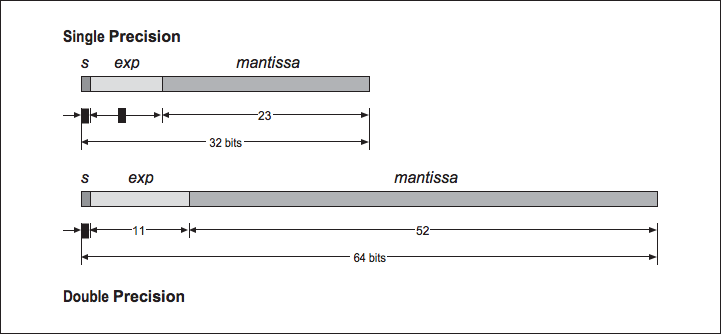 Single Precision
s exp mantissa
23
32 bits
s exp mantissa
11 52
64 bits
Double Precision